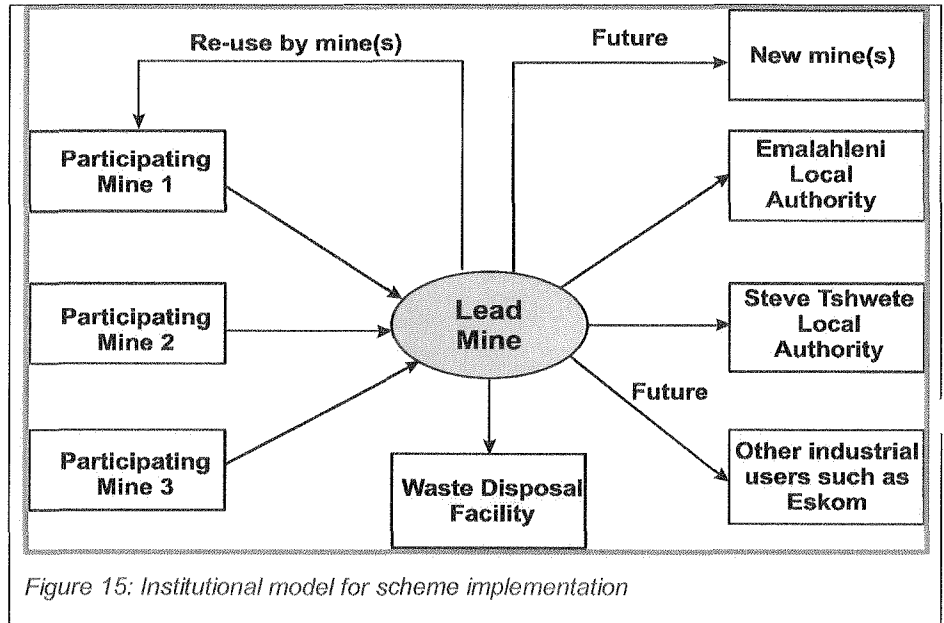 Re-use by mine(s)
Future
New mine(s)
Participating
Mine 1
Emalahleni
Local
Authority
Participating
Mine 2
Lead
Mine
Steve Tshwete
Local
Authority
Future
Participating
Mine 3
Waste Disposal
Facility
Other industrial
users such as
Eskom
Figure 15: Institutional model for scheme implementation